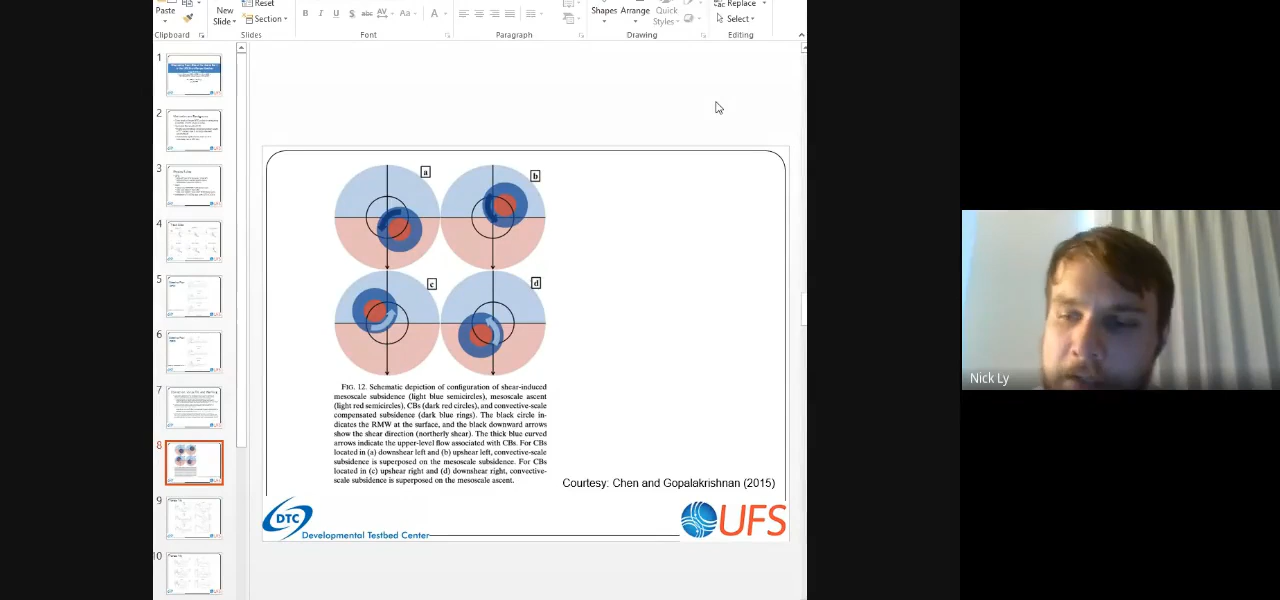 Reset
Replace
Paste
New
Slide
Section
B I U S abc AV Aa A
Shapes Arrange Quick
Styles
Select
Clipboard Slides Font Paragraph Drawing Editing
1
2
3
4
5
6
7
8
9
10
a
b
c
d
FIG. 12. Schematic depiction of configuration of shear-induced
mesoscale subsidence (light blue semicircles), mesoscale ascent
(light red semicircles), CBs (dark red circles), and convective-scale
compensated subsidence (dark blue rings). The black circle in-
dicates the RMW at the surface, and the black downward arrows
show the shear direction (northerly shear). The thick blue curved
arrows indicate the upper-level flow associated with CBs. For CBs
located in (a) downshear left and (b) upshear left, convective-scale
subsidence is superposed on the mesoscale subsidence. For CBs
located in (c) upshear right and (d) downshear right, convective-
scale subsidence is superposed on the mesoscale ascent.
Courtesy: Chen and Gopalakrishnan (2015)
DTC
Developmental Testbed Center
UFS
Nick Ly